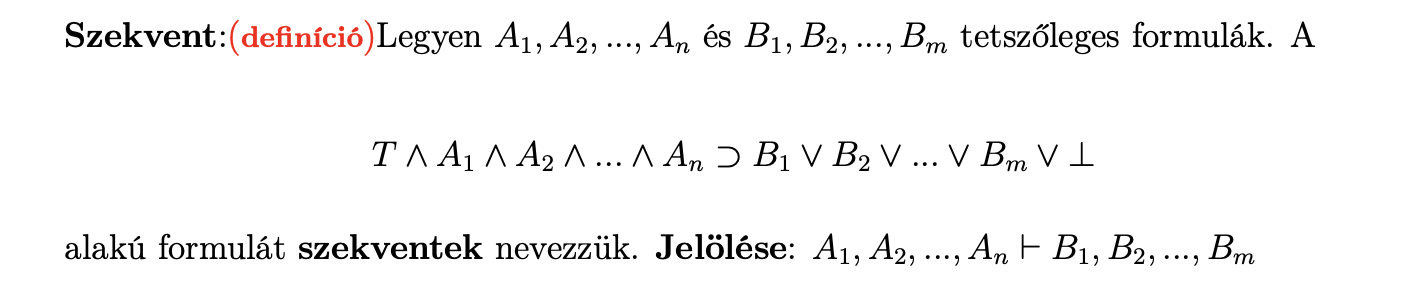 Szekvent:(definíció)Legyen A₁, A₂, ..., Aₙ és B₁, B₂, ..., Bₘ tetszőleges formulák. A
T ∧ A₁ ∧ A₂ ∧ ... ∧ Aₙ ⊃ B₁ ∨ B₂ ∨ ... ∨ Bₘ ∨ ⊥
alakú formulát szekventek nevezzük. Jelölése: A₁, A₂, ..., Aₙ ⊢ B₁, B₂, ..., Bₘ